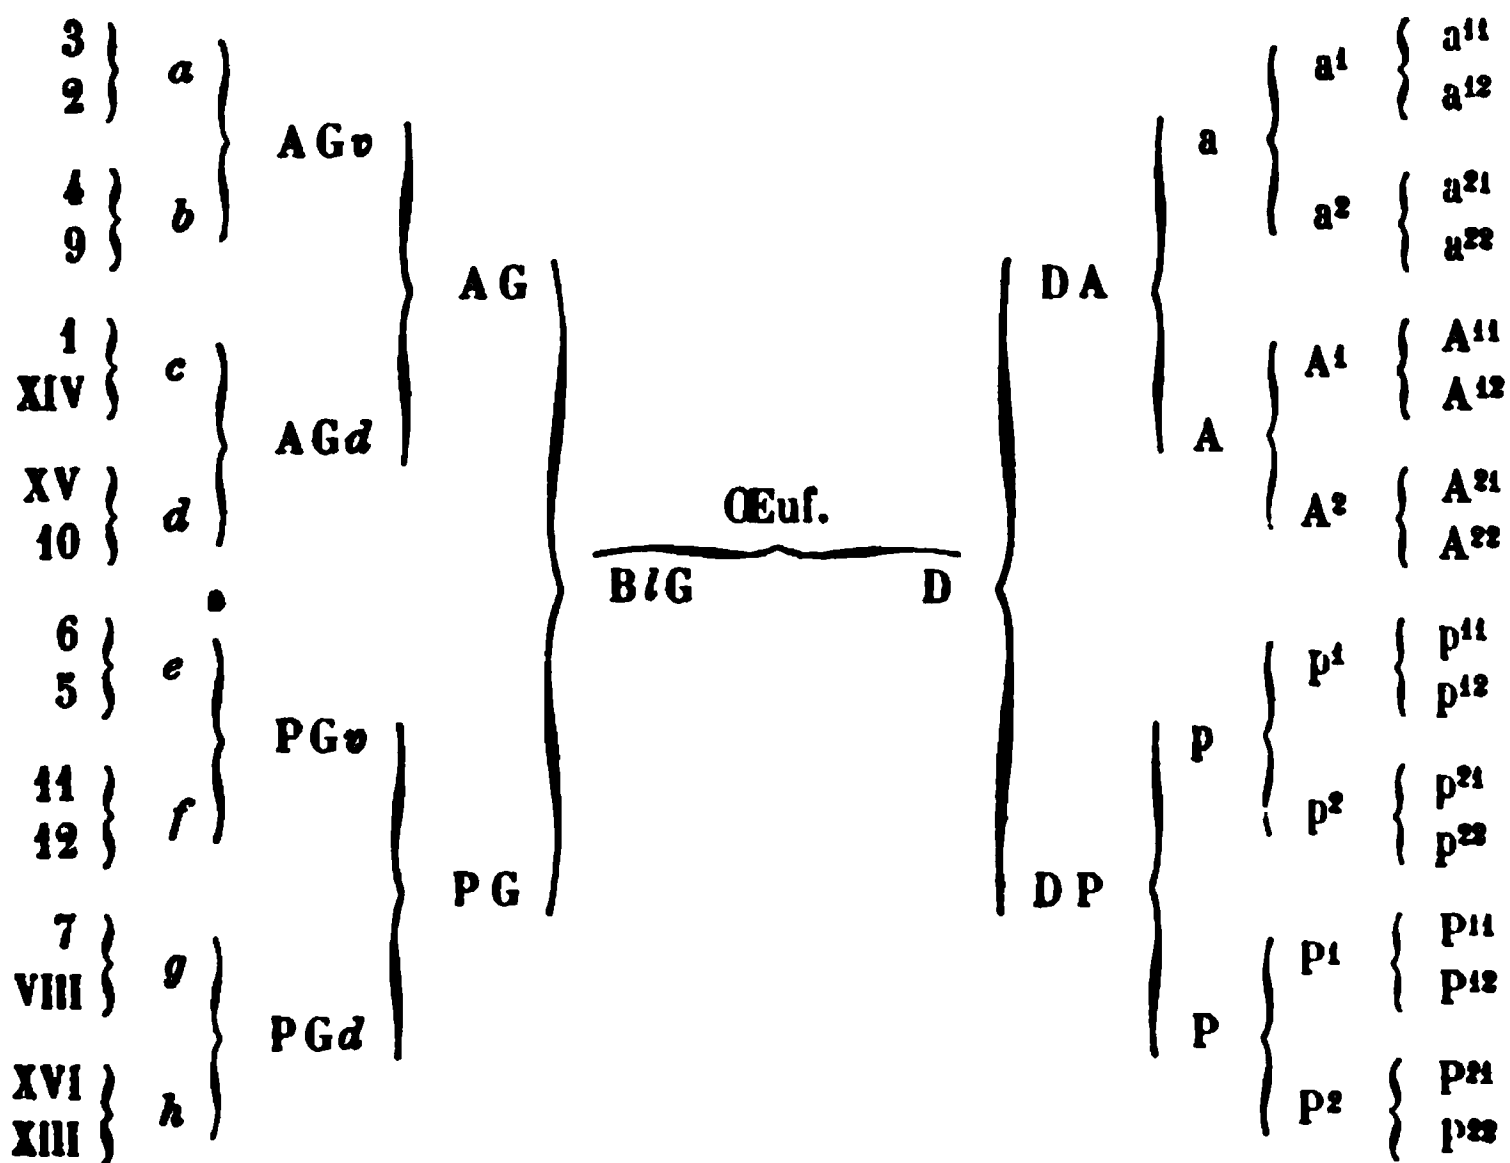 3 a a¹ a¹¹
2 a¹²
AGv a
4 b a² a²¹
9 a²²
AG DA
1 c A¹ A¹¹
XIV A¹²
AGd A
XV d A² A²¹
10 A²²
Œuf.
BlG D
6 e p¹ p¹¹
5 p¹²
PGv p
11 f p² p²¹
12 p²²
PG DP
7 g P¹ P¹¹
VIII P¹²
PGd P
XVI h P² P²¹
XIII P²²